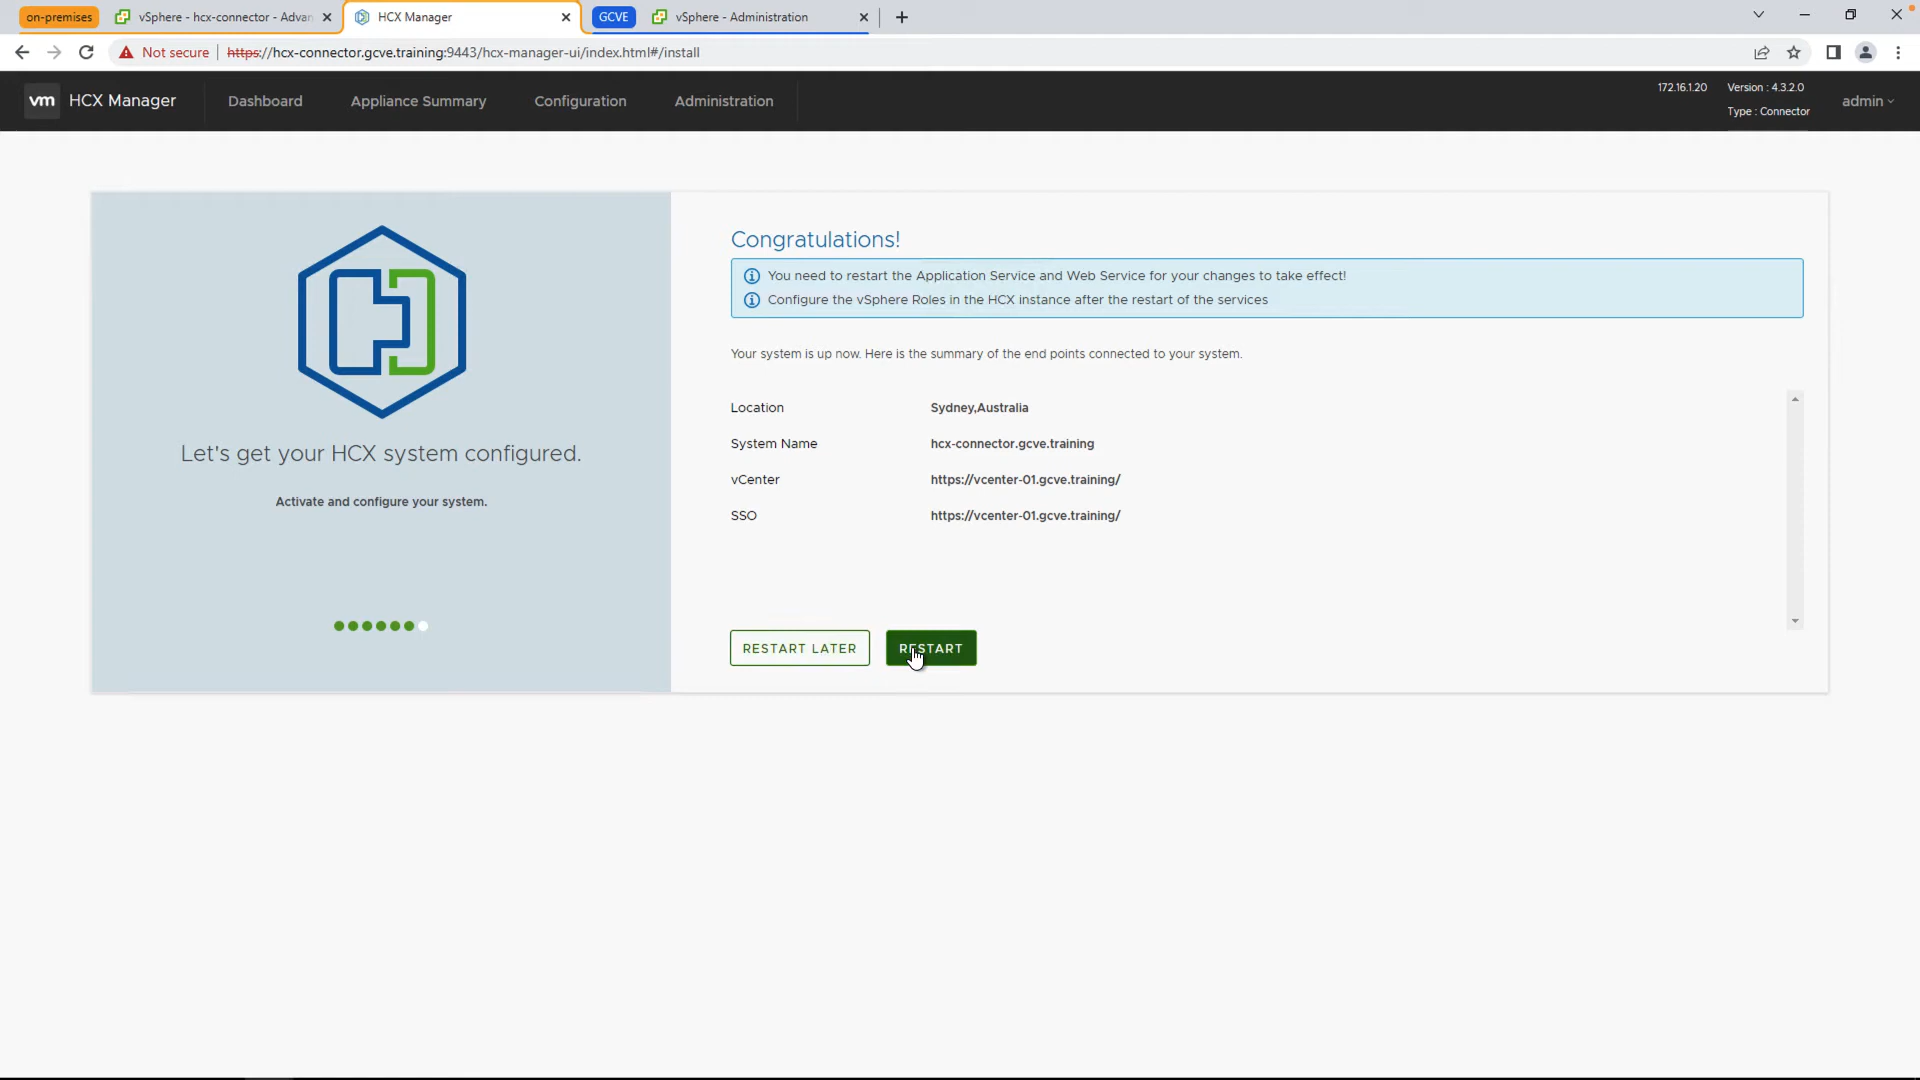 on-premises
vSphere - hcx-connector - Advan
HCX Manager
GCVE
vSphere - Administration
Not secure
https://hcx-connector.gcve.training:9443/hcx-manager-ui/index.html#/install
vm HCX Manager
Dashboard
Appliance Summary
Configuration
Administration
172.16.1.20
Version : 4.3.2.0
Type : Connector
admin
Let's get your HCX system configured.
Activate and configure your system.
Congratulations!
You need to restart the Application Service and Web Service for your changes to take effect!
Configure the vSphere Roles in the HCX instance after the restart of the services
Your system is up now. Here is the summary of the end points connected to your system.
Location Sydney,Australia
System Name hcx-connector.gcve.training
vCenter https://vcenter-01.gcve.training/
SSO https://vcenter-01.gcve.training/
RESTART LATER
RESTART